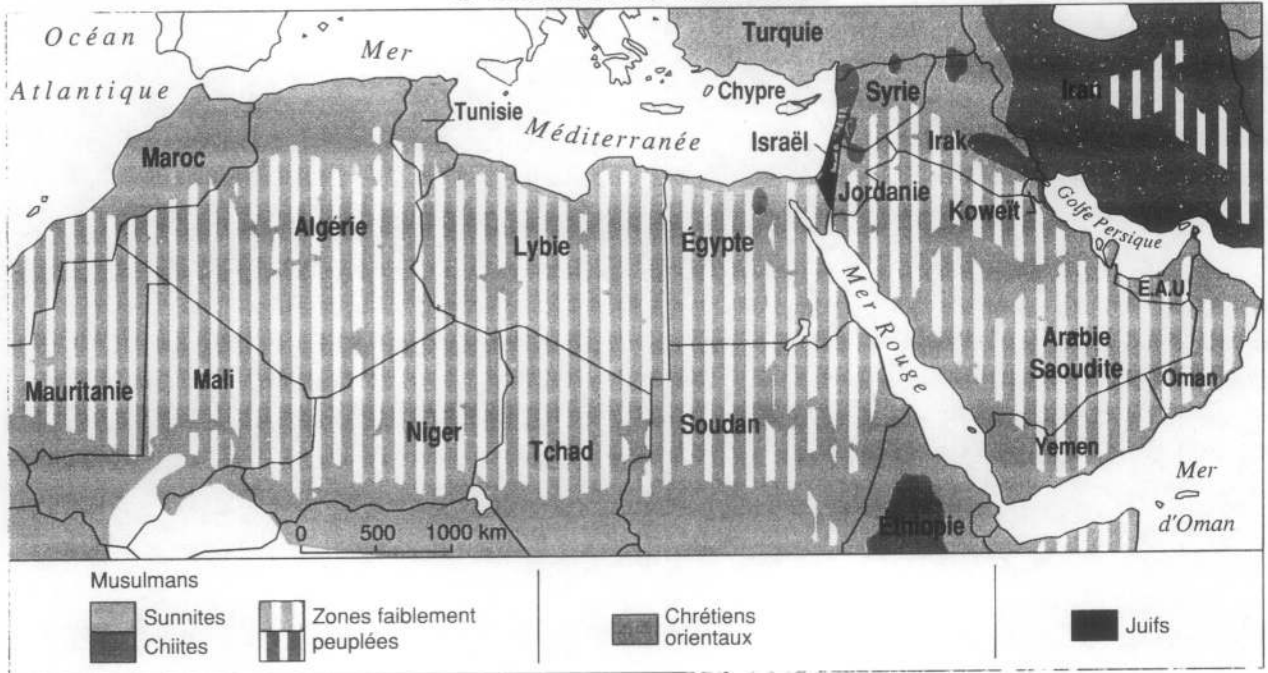 Océan
Atlantique
Mer
Méditerranée
Turquie
Chypre
Syrie
Iran
Tunisie
Israël
Irak
Maroc
Jordanie
Koweït
Golfe Persique
Algérie
Lybie
Égypte
E.A.U.
Mer Rouge
Arabie
Saoudite
Oman
Mauritanie
Mali
Niger
Tchad
Soudan
Yemen
Mer
d'Oman
Ethiopie
0 500 1000 km
Musulmans
Sunnites
Chiites
Zones faiblement
peuplées
Chrétiens
orientaux
Juifs